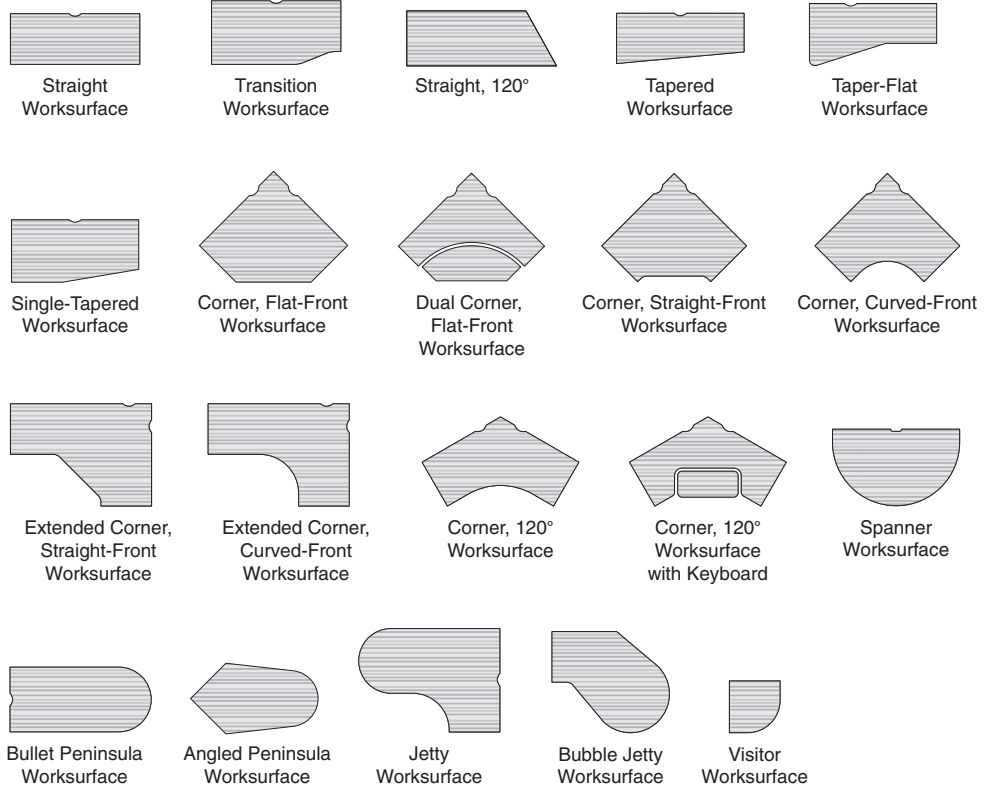 Straight
Worksurface
Transition
Worksurface
Straight, 120°
Tapered
Worksurface
Taper-Flat
Worksurface
Single-Tapered
Worksurface
Corner, Flat-Front
Worksurface
Dual Corner,
Flat-Front
Worksurface
Corner, Straight-Front
Worksurface
Corner, Curved-Front
Worksurface
Extended Corner,
Straight-Front
Worksurface
Extended Corner,
Curved-Front
Worksurface
Corner, 120°
Worksurface
Corner, 120°
Worksurface
with Keyboard
Spanner
Worksurface
Bullet Peninsula
Worksurface
Angled Peninsula
Worksurface
Jetty
Worksurface
Bubble Jetty
Worksurface
Visitor
Worksurface